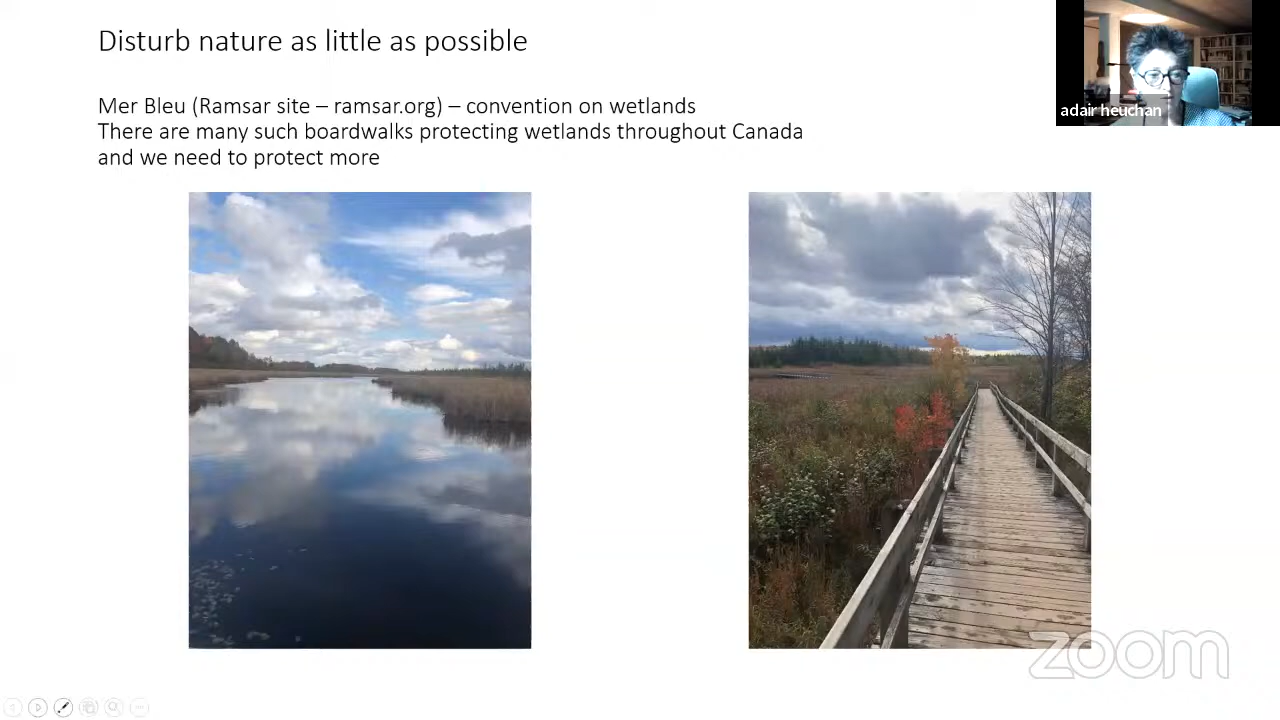 Disturb nature as little as possible
Mer Bleu (Ramsar site – ramsar.org) – convention on wetlands
There are many such boardwalks protecting wetlands throughout Canada
and we need to protect more
adair heuchan
zoom